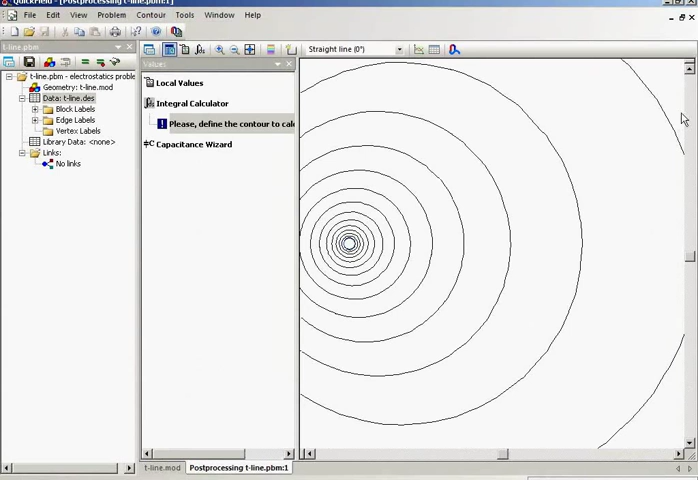 QuickField - [Postprocessing t-line.pbm:1]
File Edit View Problem Contour Tools Window Help
t-line.pbm
Values
Straight line (0°)
t-line.pbm - electrostatics proble
Geometry: t-line.mod
Data: t-line.des
Block Labels
Edge Labels
Vertex Labels
Library Data: <none>
Links:
No links
Local Values
Integral Calculator
Please, define the contour to calc
Capacitance Wizard
t-line.mod
Postprocessing t-line.pbm:1